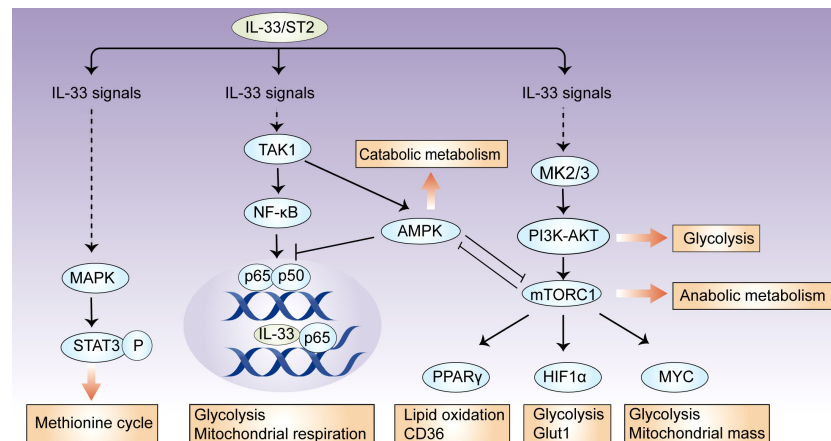 IL-33/ST2
IL-33 signals
IL-33 signals
IL-33 signals
TAK1
Catabolic metabolism
MK2/3
NF-κB
AMPK
PI3K-AKT
Glycolysis
MAPK
p65 p50
mTORC1
Anabolic metabolism
STAT3 P
IL-33 p65
PPARγ
HIF1α
MYC
Methionine cycle
Glycolysis
Mitochondrial respiration
Lipid oxidation
CD36
Glycolysis
Glut1
Glycolysis
Mitochondrial mass